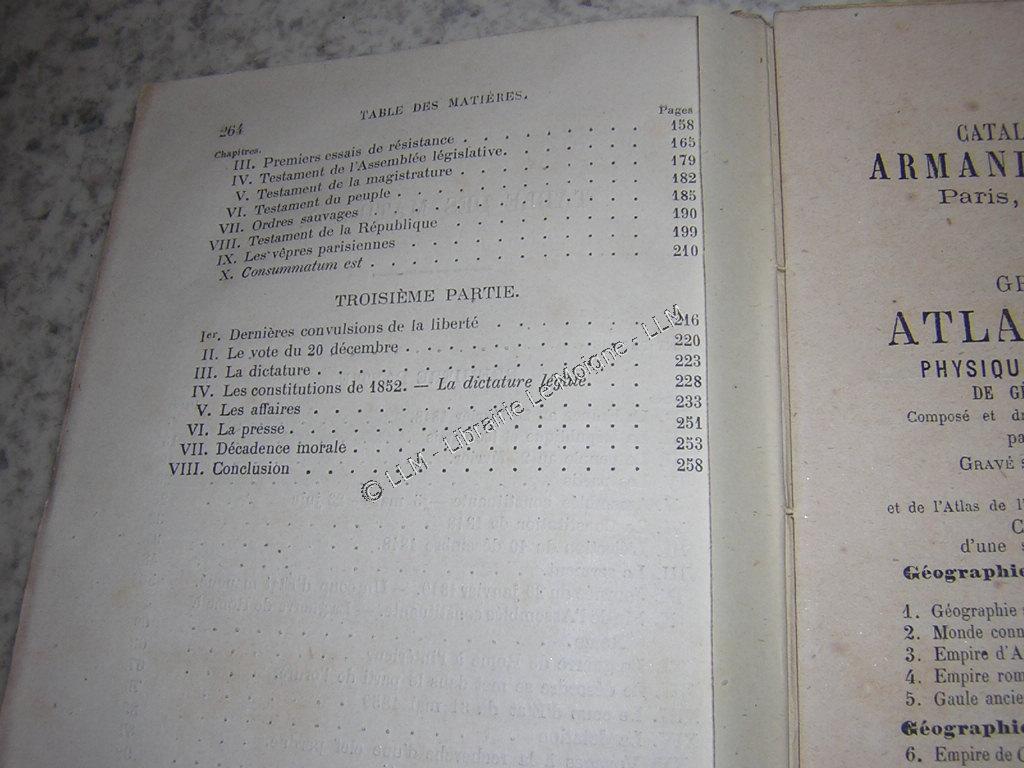 264
TABLE DES MATIÈRES.
Chapitres.
Pages
III. Premiers essais de résistance . . . . . . . . . 158
IV. Testament de l'Assemblée législative. . . . . . . 165
V. Testament de la magistrature . . . . . . . . . 179
VI. Testament du peuple . . . . . . . . . . . 182
VII. Ordres sauvages . . . . . . . . . . . . 185
VIII. Testament de la République . . . . . . . . . 190
IX. Les vêpres parisiennes . . . . . . . . . . 199
X. Consummatum est . . . . . . . . . . . . 210
TROISIÈME PARTIE.
Ier. Dernières convulsions de la liberté . . . . . . . 216
II. Le vote du 20 décembre . . . . . . . . . . 220
III. La dictature . . . . . . . . . . . . . . 223
IV. Les constitutions de 1852. — La dictature légale. . . 228
V. Les affaires . . . . . . . . . . . . . . 233
VI. La presse . . . . . . . . . . . . . . . 251
VII. Décadence morale . . . . . . . . . . . . 253
VIII. Conclusion . . . . . . . . . . . . . . 258
© LLM - Librairie LeMoigne - LLM
CATAL
ARMAN
Paris,
GE
ATLA
PHYSIQU
DE G
Composé et d
pa
GRAVÉ
et de l'Atlas de l
C
d'une
Géographie
1. Géographie
2. Monde conn
3. Empire d'A
4. Empire rom
5. Gaule ancie
Géographie
6. Empire de C